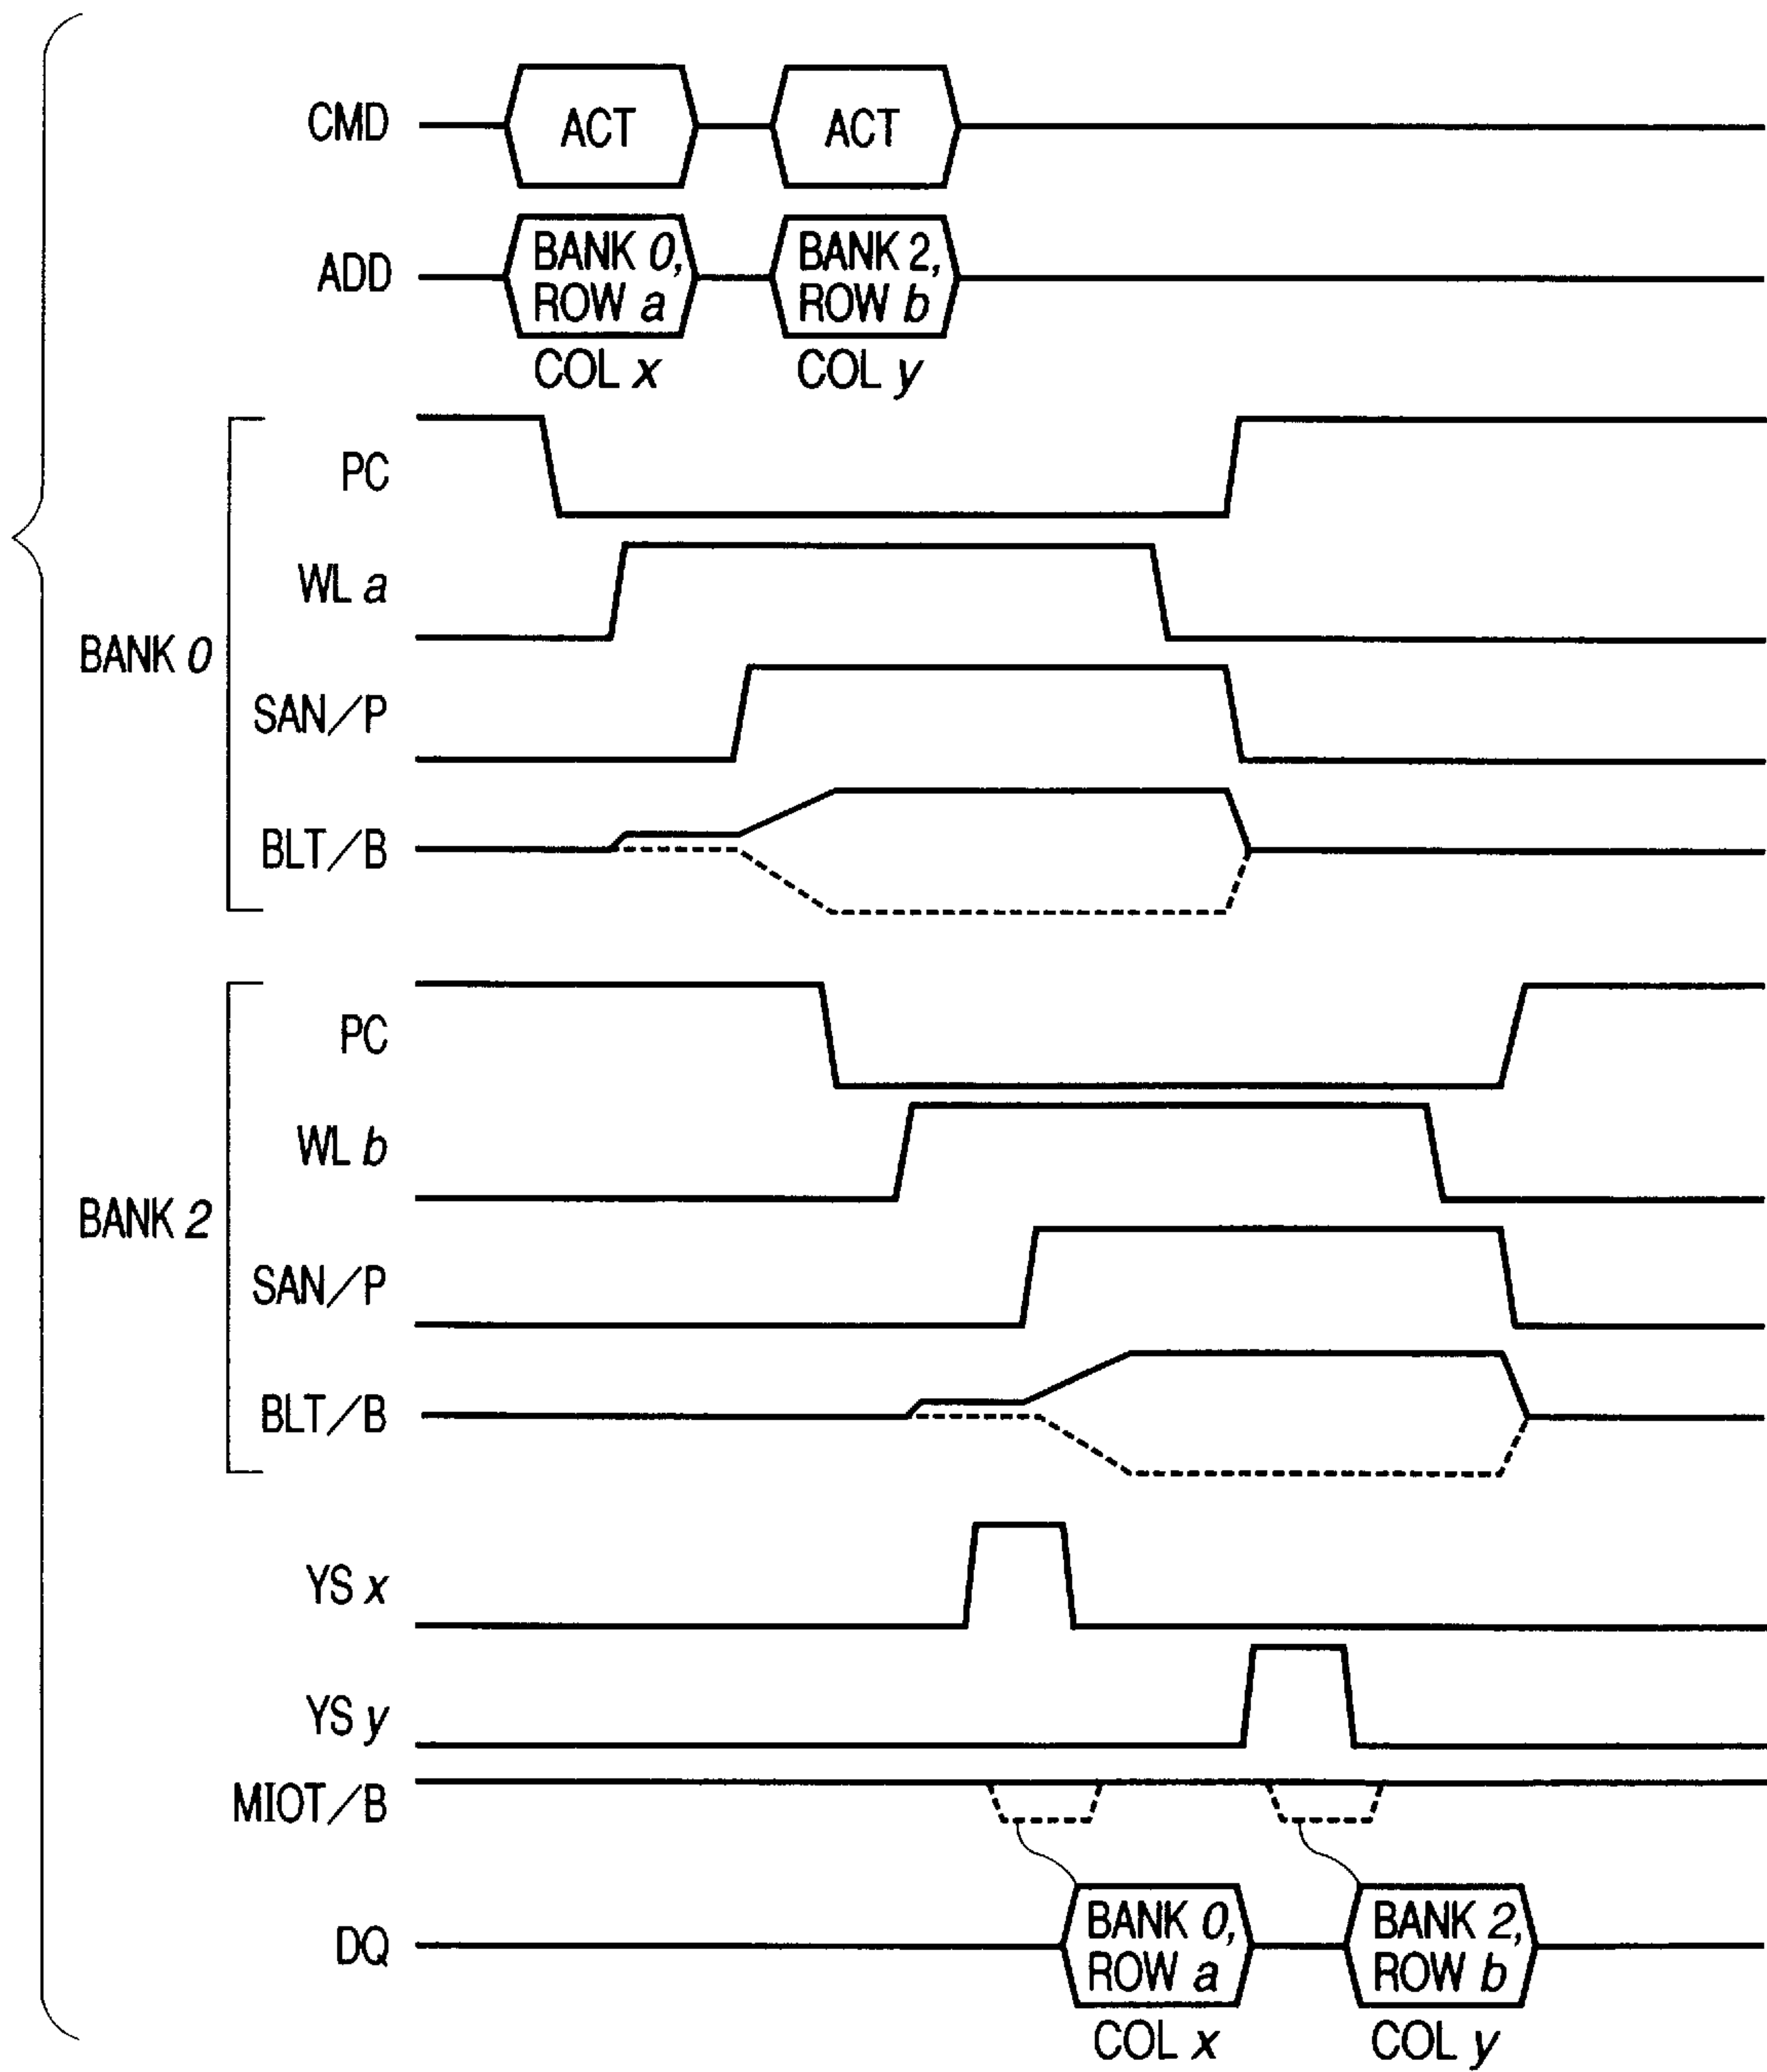 CMD ACT ACT
ADD BANK 0, BANK 2,
ROW a ROW b
COL x COL y
PC
WL a
BANK 0
SAN/P
BLT/B
PC
WL b
BANK 2
SAN/P
BLT/B
YS x
YS y
MIOT/B
BANK 0, BANK 2,
DQ
ROW a ROW b
COL x COL y